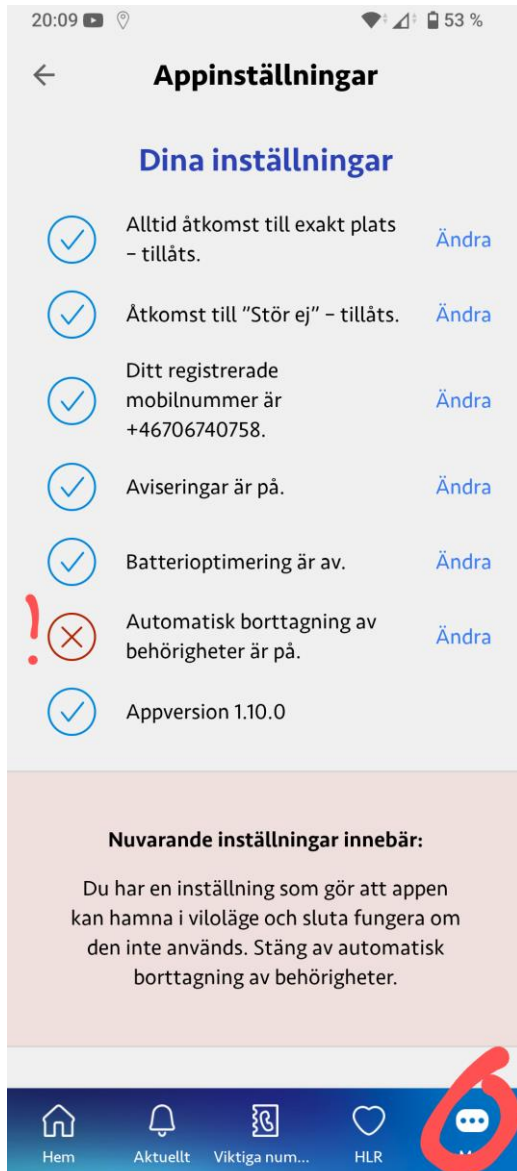 20:09
53 %
Appinställningar
Dina inställningar
Alltid åtkomst till exakt plats
– tillåts.
Ändra
Åtkomst till ”Stör ej” – tillåts.
Ändra
Ditt registrerade
mobilnummer är
+46706740758.
Ändra
Aviseringar är på.
Ändra
Batterioptimering är av.
Ändra
!
Automatisk borttagning av
behörigheter är på.
Ändra
Appversion 1.10.0
Nuvarande inställningar innebär:
Du har en inställning som gör att appen
kan hamna i viloläge och sluta fungera om
den inte används. Stäng av automatisk
borttagning av behörigheter.
Hem
Aktuellt
Viktiga num...
HLR